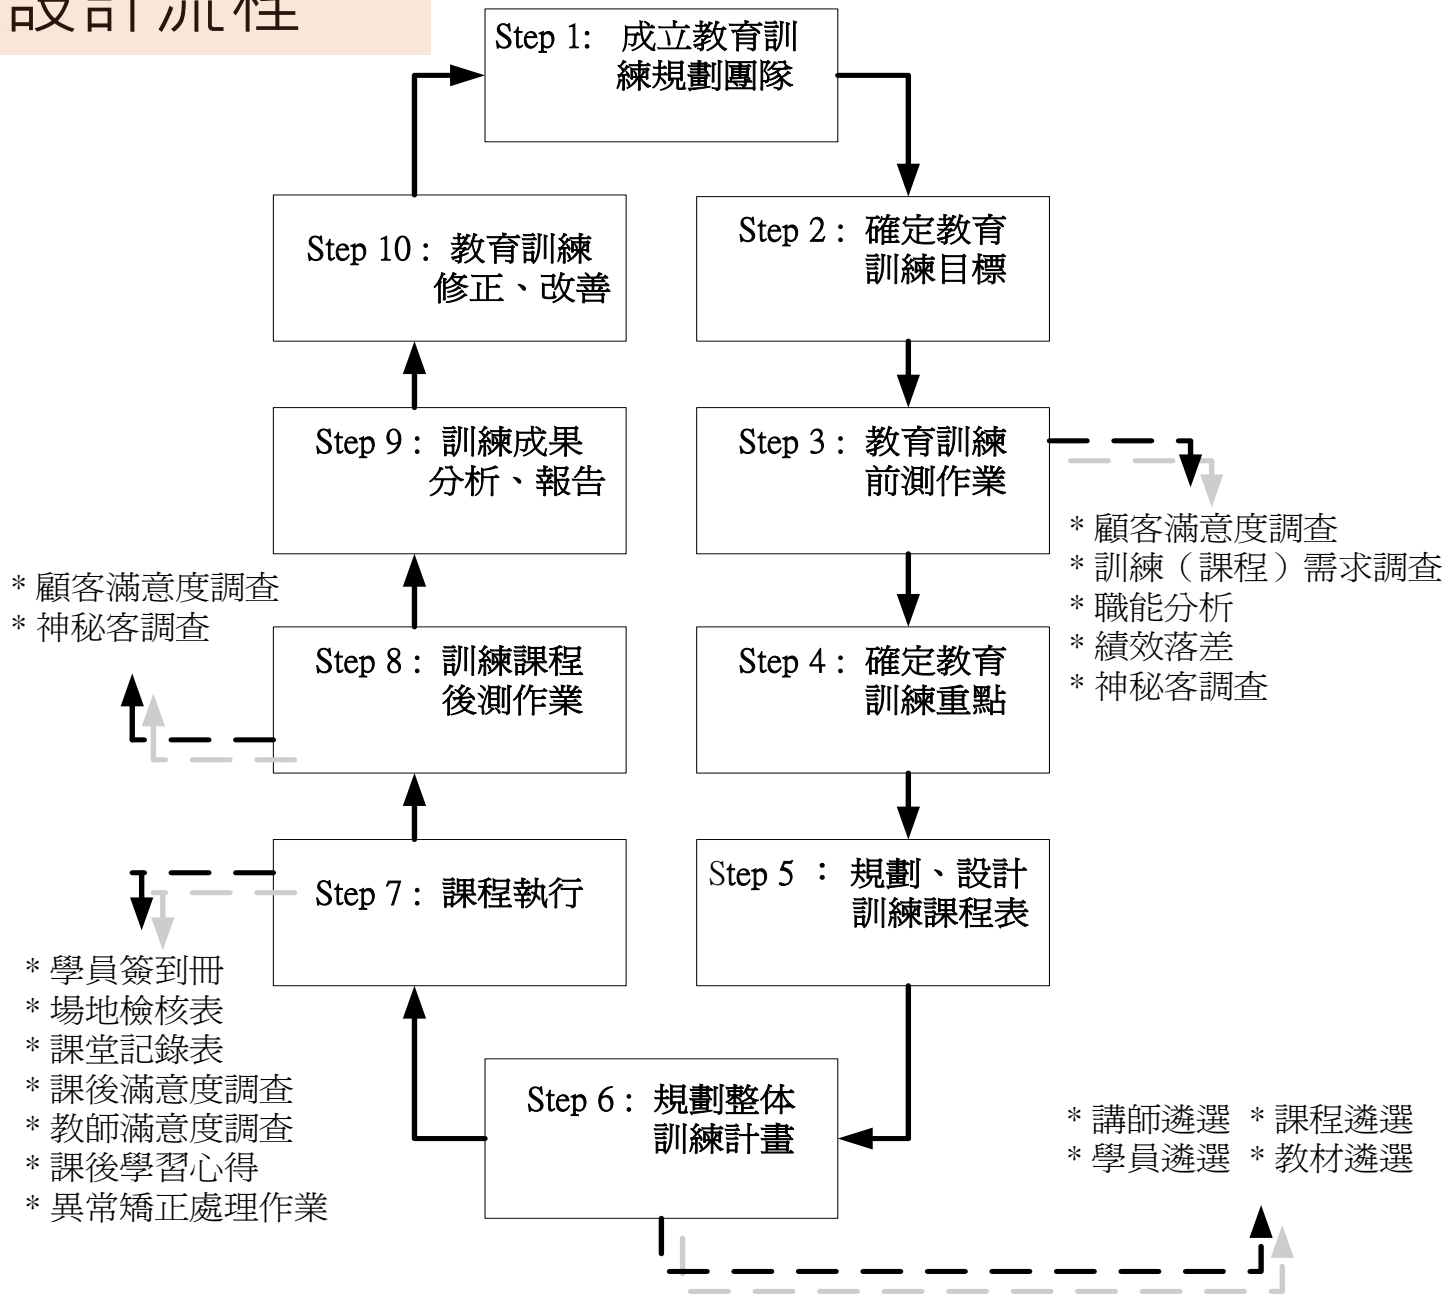 設計流程
Step 1: 成立教育訓
練規劃團隊
Step 2 : 確定教育
訓練目標
Step 3 : 教育訓練
前測作業
* 顧客滿意度調查
* 訓練（課程）需求調查
* 職能分析
* 績效落差
* 神秘客調查
Step 4 : 確定教育
訓練重點
Step 5 ： 規劃、設計
訓練課程表
Step 6 : 規劃整体
訓練計畫
* 講師遴選 * 課程遴選
* 學員遴選 * 教材遴選
Step 7 : 課程執行
* 學員簽到冊
* 場地檢核表
* 課堂記錄表
* 課後滿意度調查
* 教師滿意度調查
* 課後學習心得
* 異常矯正處理作業
Step 8 : 訓練課程
後測作業
* 顧客滿意度調查
* 神秘客調查
Step 9 : 訓練成果
分析、報告
Step 10 : 教育訓練
修正、改善